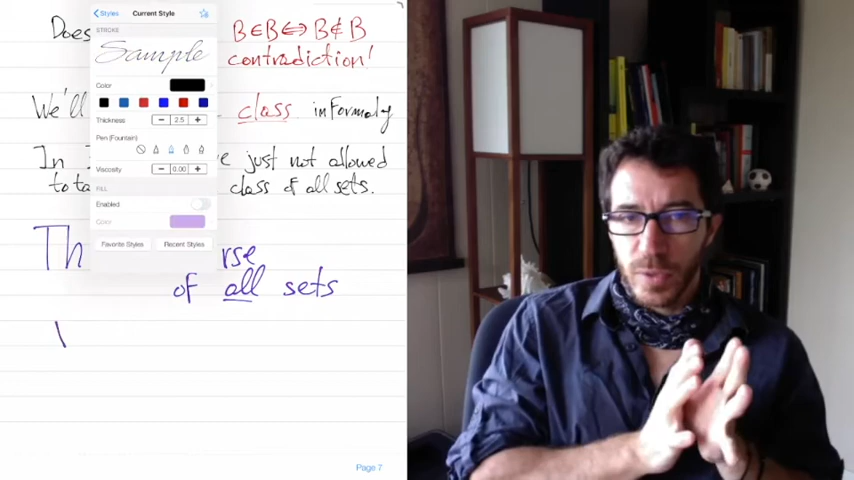 Does B∈B ⟺ B∉B
contradiction!
We'll class informally
In just not allowed
to ta class of all sets.
Th rse
of all sets
Styles Current Style
STROKE
Sample
Color
Thickness 2.5
Pen (Fountain)
Viscosity 0.00
FILL
Enabled
Color
Favorite Styles Recent Styles
Page 7